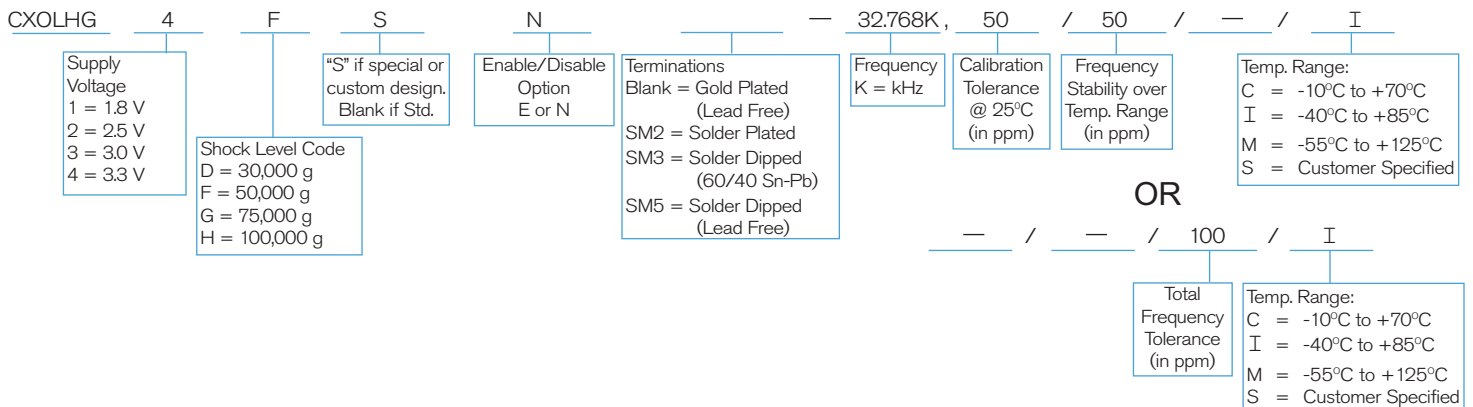 CXOLHG 4 F S N — 32.768K, 50 / 50 / — / I
Supply
Voltage
1 = 1.8 V
2 = 2.5 V
3 = 3.0 V
4 = 3.3 V
Shock Level Code
D = 30,000 g
F = 50,000 g
G = 75,000 g
H = 100,000 g
“S” if special or
custom design.
Blank if Std.
Enable/Disable
Option
E or N
Terminations
Blank = Gold Plated
(Lead Free)
SM2 = Solder Plated
SM3 = Solder Dipped
(60/40 Sn-Pb)
SM5 = Solder Dipped
(Lead Free)
Frequency
K = kHz
Calibration
Tolerance
@ 25°C
(in ppm)
Frequency
Stability over
Temp. Range
(in ppm)
Temp. Range:
C = -10°C to +70°C
I = -40°C to +85°C
M = -55°C to +125°C
S = Customer Specified
OR
— / — / 100 / I
Total
Frequency
Tolerance
(in ppm)
Temp. Range:
C = -10°C to +70°C
I = -40°C to +85°C
M = -55°C to +125°C
S = Customer Specified